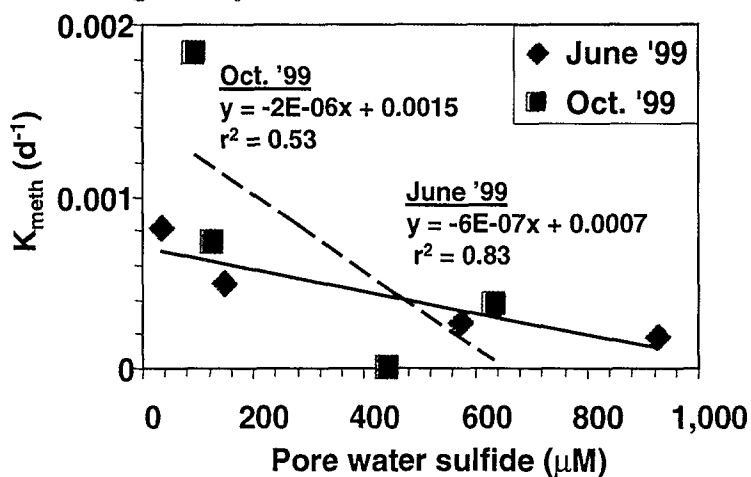 0.002
◆ June '99
■ Oct. '99
Oct. '99
y = -2E-06x + 0.0015
r² = 0.53
June '99
y = -6E-07x + 0.0007
r² = 0.83
K_meth (d⁻¹)
0.001
0
0 200 400 600 800 1,000
Pore water sulfide (μM)